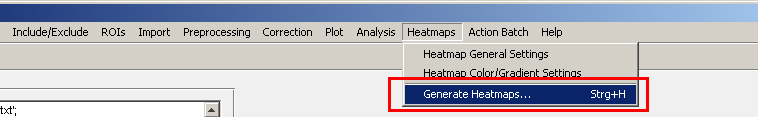 Include/Exclude ROIs Import Preprocessing Correction Plot Analysis Heatmaps Action Batch Help
Heatmap General Settings
Heatmap Color/Gradient Settings
Generate Heatmaps... Strg+H
txt';